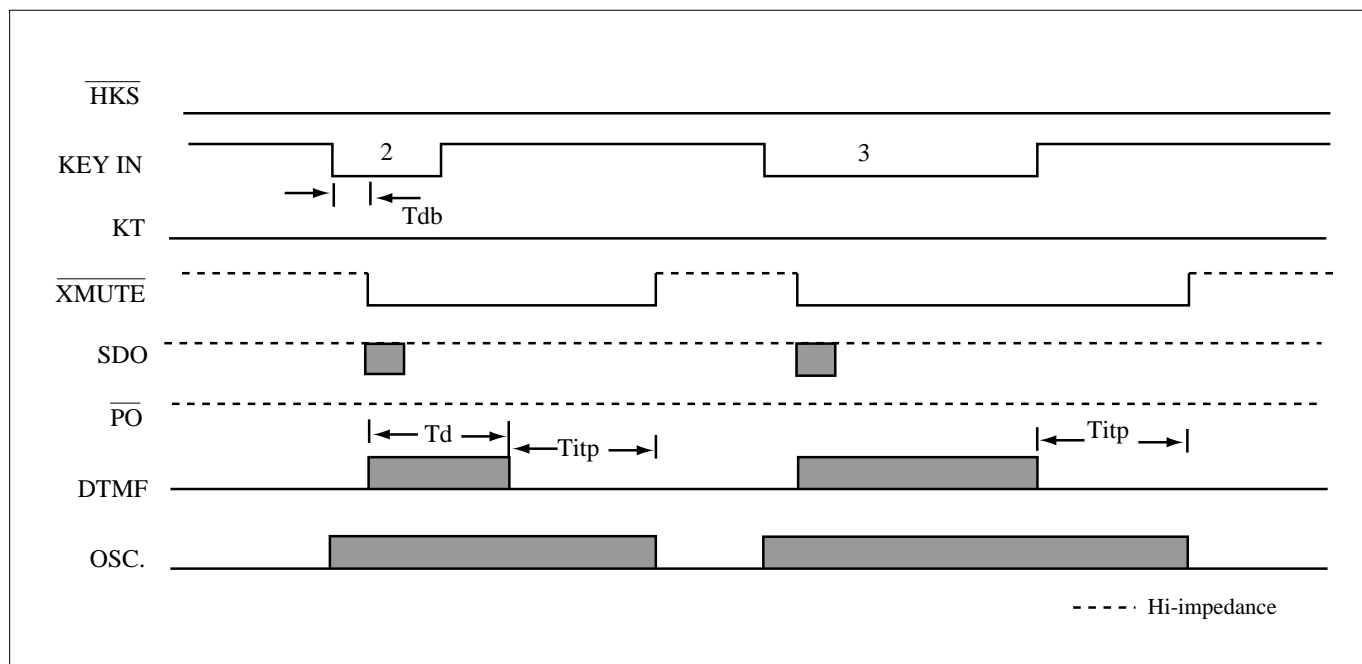 HKS
KEY IN
2
3
Tdb
KT
XMUTE
SDO
PO
Td
Titp
Titp
DTMF
OSC.
Hi-impedance